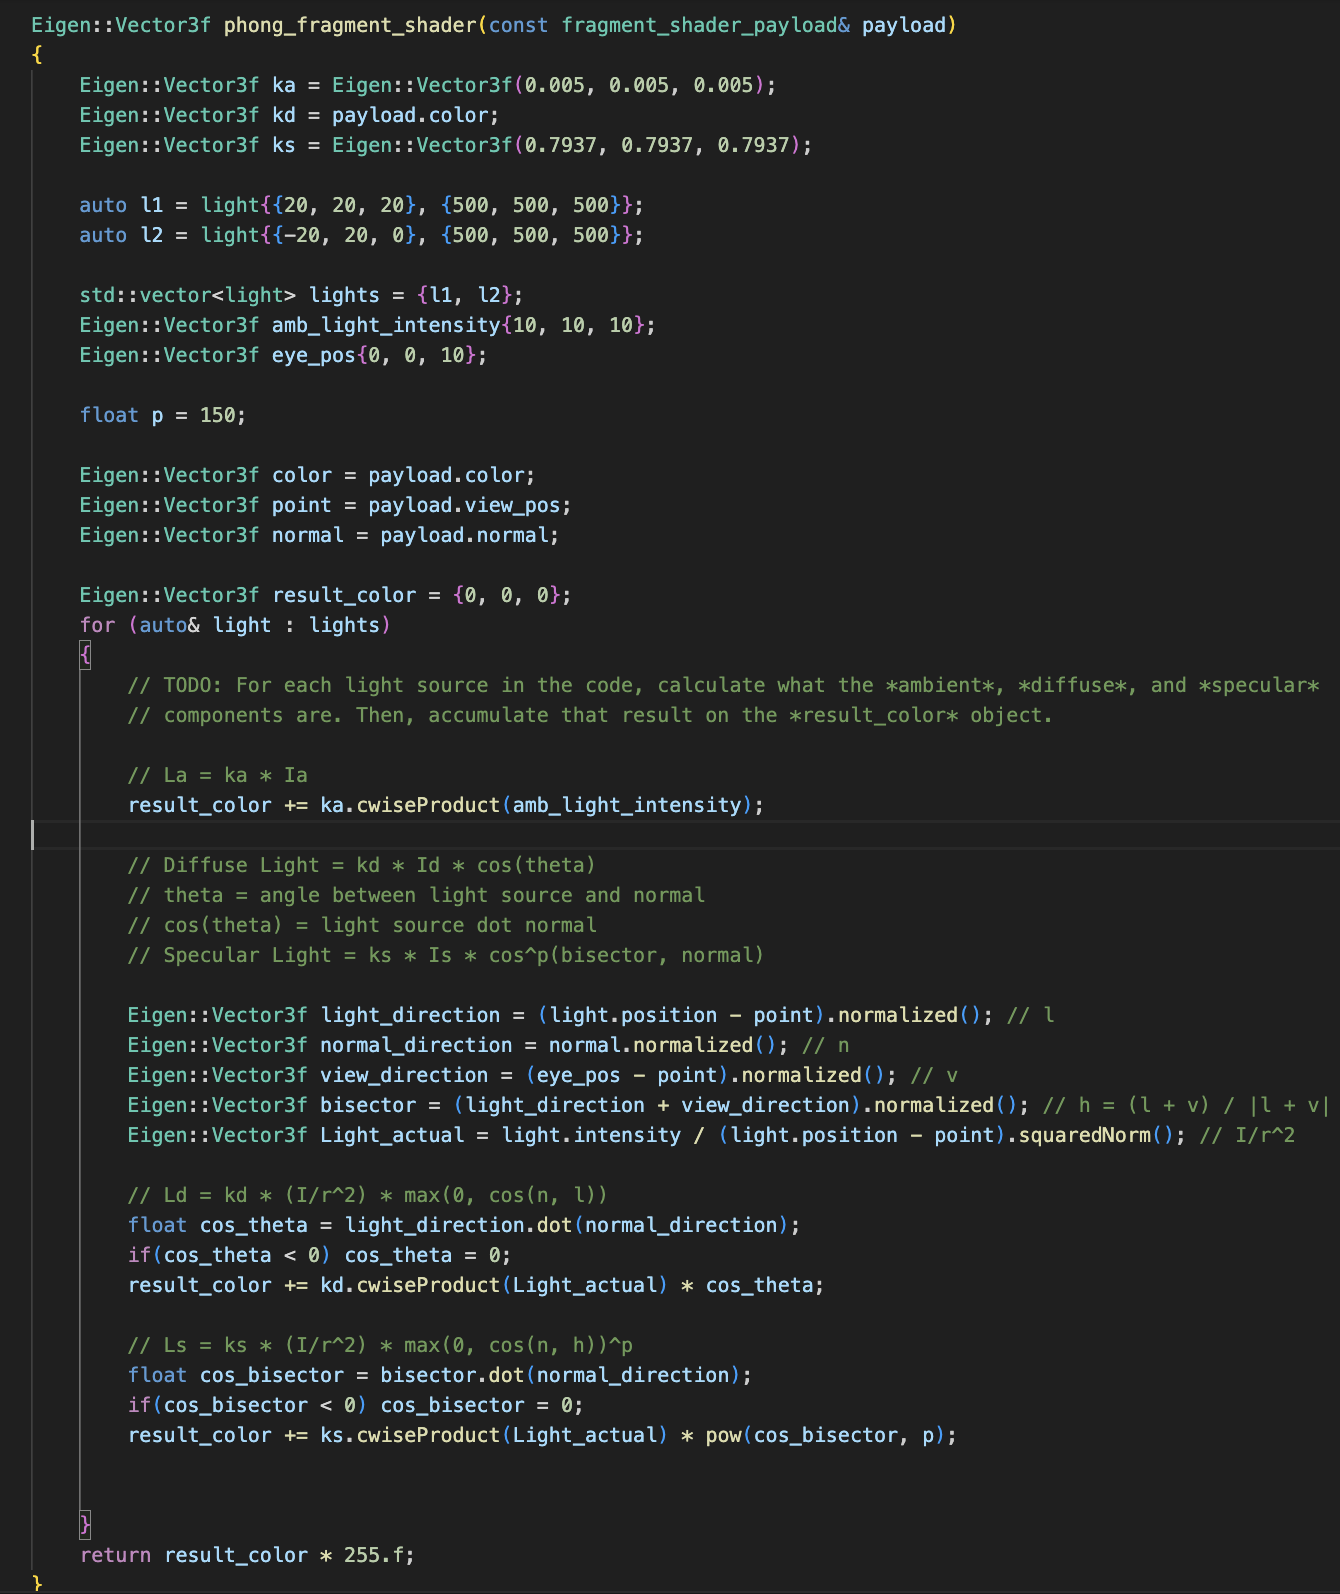 Eigen::Vector3f phong_fragment_shader(const fragment_shader_payload& payload)
{
    Eigen::Vector3f ka = Eigen::Vector3f(0.005, 0.005, 0.005);
    Eigen::Vector3f kd = payload.color;
    Eigen::Vector3f ks = Eigen::Vector3f(0.7937, 0.7937, 0.7937);

    auto l1 = light{{20, 20, 20}, {500, 500, 500}};
    auto l2 = light{{-20, 20, 0}, {500, 500, 500}};

    std::vector<light> lights = {l1, l2};
    Eigen::Vector3f amb_light_intensity{10, 10, 10};
    Eigen::Vector3f eye_pos{0, 0, 10};

    float p = 150;

    Eigen::Vector3f color = payload.color;
    Eigen::Vector3f point = payload.view_pos;
    Eigen::Vector3f normal = payload.normal;

    Eigen::Vector3f result_color = {0, 0, 0};
    for (auto& light : lights)
    {
        // TODO: For each light source in the code, calculate what the *ambient*, *diffuse*, and *specular*
        // components are. Then, accumulate that result on the *result_color* object.

        // La = ka * Ia
        result_color += ka.cwiseProduct(amb_light_intensity);

        // Diffuse Light = kd * Id * cos(theta)
        // theta = angle between light source and normal
        // cos(theta) = light source dot normal
        // Specular Light = ks * Is * cos^p(bisector, normal)

        Eigen::Vector3f light_direction = (light.position - point).normalized(); // l
        Eigen::Vector3f normal_direction = normal.normalized(); // n
        Eigen::Vector3f view_direction = (eye_pos - point).normalized(); // v
        Eigen::Vector3f bisector = (light_direction + view_direction).normalized(); // h = (l + v) / |l + v|
        Eigen::Vector3f Light_actual = light.intensity / (light.position - point).squaredNorm(); // I/r^2

        // Ld = kd * (I/r^2) * max(0, cos(n, l))
        float cos_theta = light_direction.dot(normal_direction);
        if(cos_theta < 0) cos_theta = 0;
        result_color += kd.cwiseProduct(Light_actual) * cos_theta;

        // Ls = ks * (I/r^2) * max(0, cos(n, h))^p
        float cos_bisector = bisector.dot(normal_direction);
        if(cos_bisector < 0) cos_bisector = 0;
        result_color += ks.cwiseProduct(Light_actual) * pow(cos_bisector, p);


    }
    return result_color * 255.f;
}